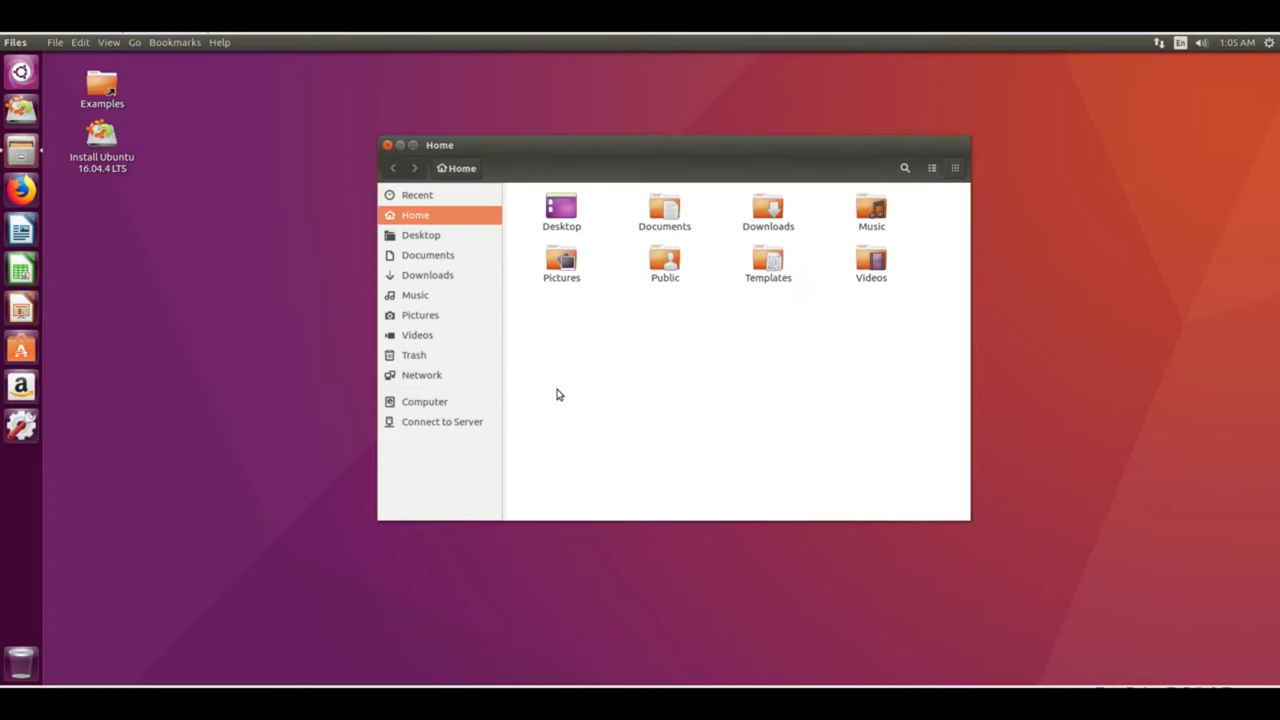 Files File Edit View Go Bookmarks Help En 1:05 AM
Examples
Install Ubuntu
16.04.4 LTS
Home
Home
Recent
Home
Desktop
Documents
Downloads
Music
Pictures
Videos
Trash
Network
Computer
Connect to Server
Desktop Documents Downloads Music
Pictures Public Templates Videos